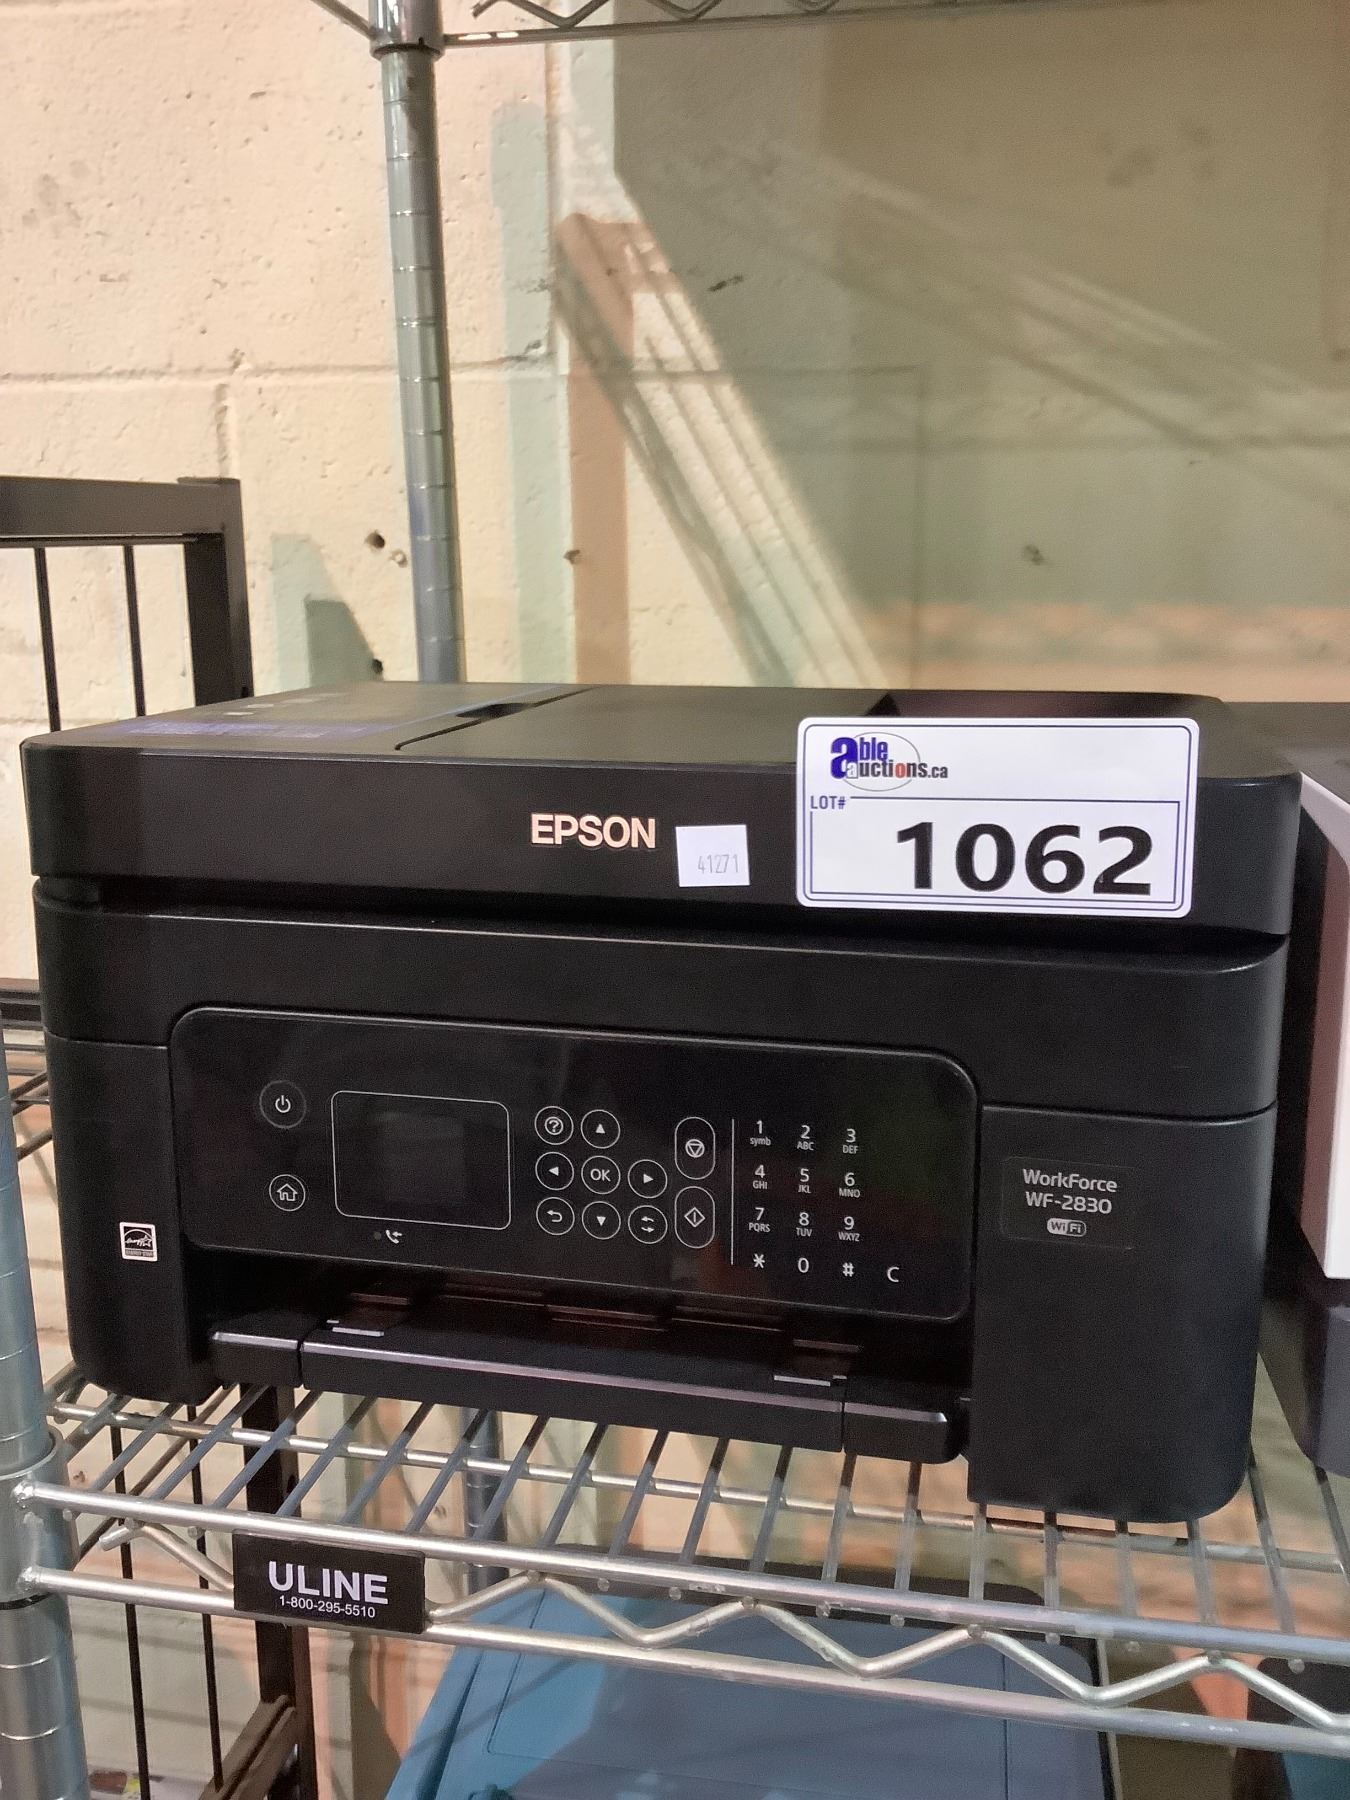 able
auctions.ca
LOT#
1062
EPSON
41271
?
OK
1 2 3
symb ABC DEF
4 5 6
GHI JKL MNO
7 8 9
PQRS TUV WXYZ
* 0 # C
WorkForce
WF-2830
WiFi
ULINE
1-800-295-5510